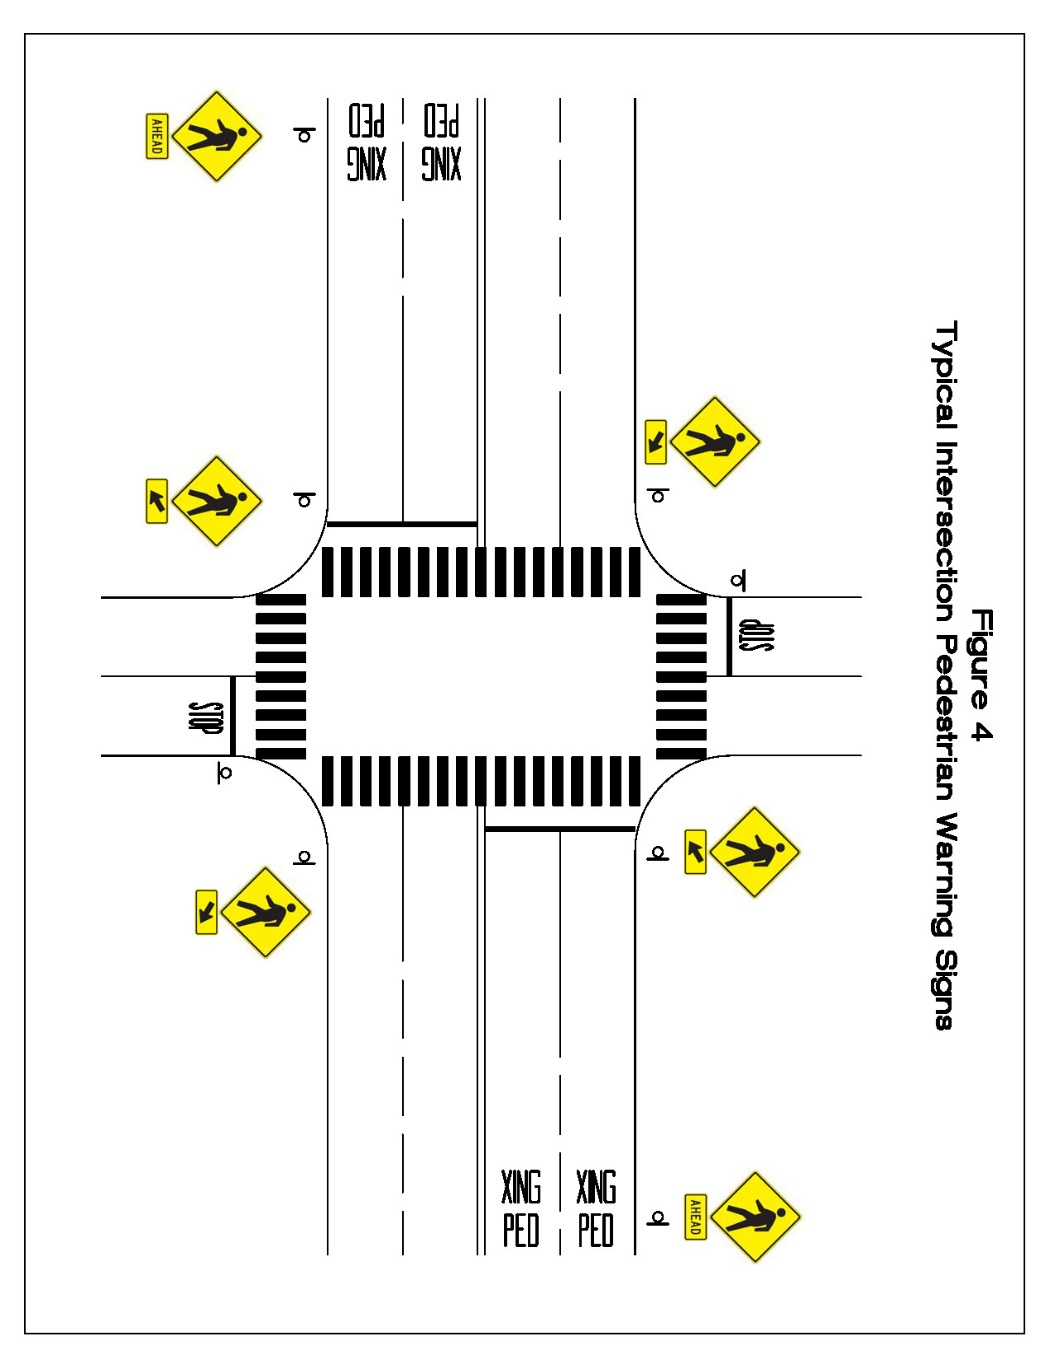 Figure 4
Typical Intersection Pedestrian Warning Signs
AHEAD
PED
XING
PED
XING
STOP
STOP
XING
PED
XING
PED
AHEAD